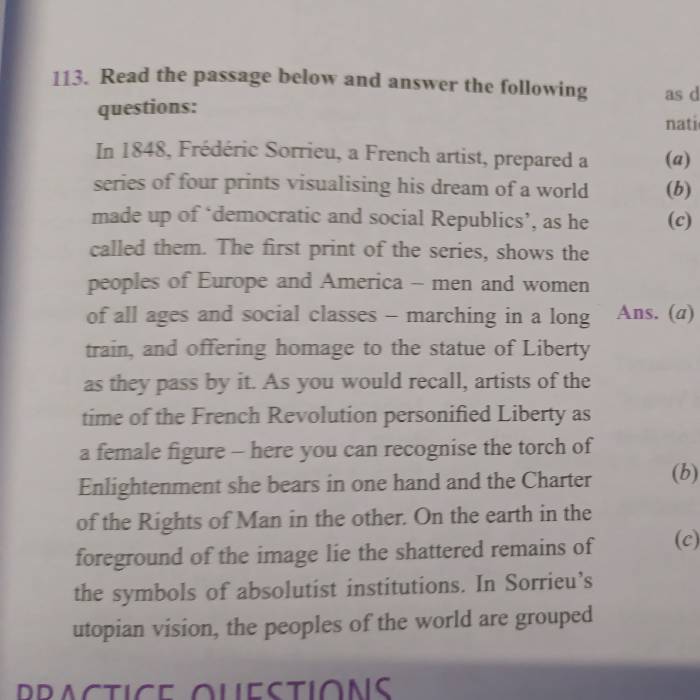 113. Read the passage below and answer the following
questions:
In 1848, Frédéric Sorrieu, a French artist, prepared a
series of four prints visualising his dream of a world
made up of ‘democratic and social Republics’, as he
called them. The first print of the series, shows the
peoples of Europe and America – men and women
of all ages and social classes – marching in a long
train, and offering homage to the statue of Liberty
as they pass by it. As you would recall, artists of the
time of the French Revolution personified Liberty as
a female figure – here you can recognise the torch of
Enlightenment she bears in one hand and the Charter
of the Rights of Man in the other. On the earth in the
foreground of the image lie the shattered remains of
the symbols of absolutist institutions. In Sorrieu’s
utopian vision, the peoples of the world are grouped
PRACTICE QUESTIONS
as d
nati
(a)
(b)
(c)
Ans. (a)
(b)
(c)